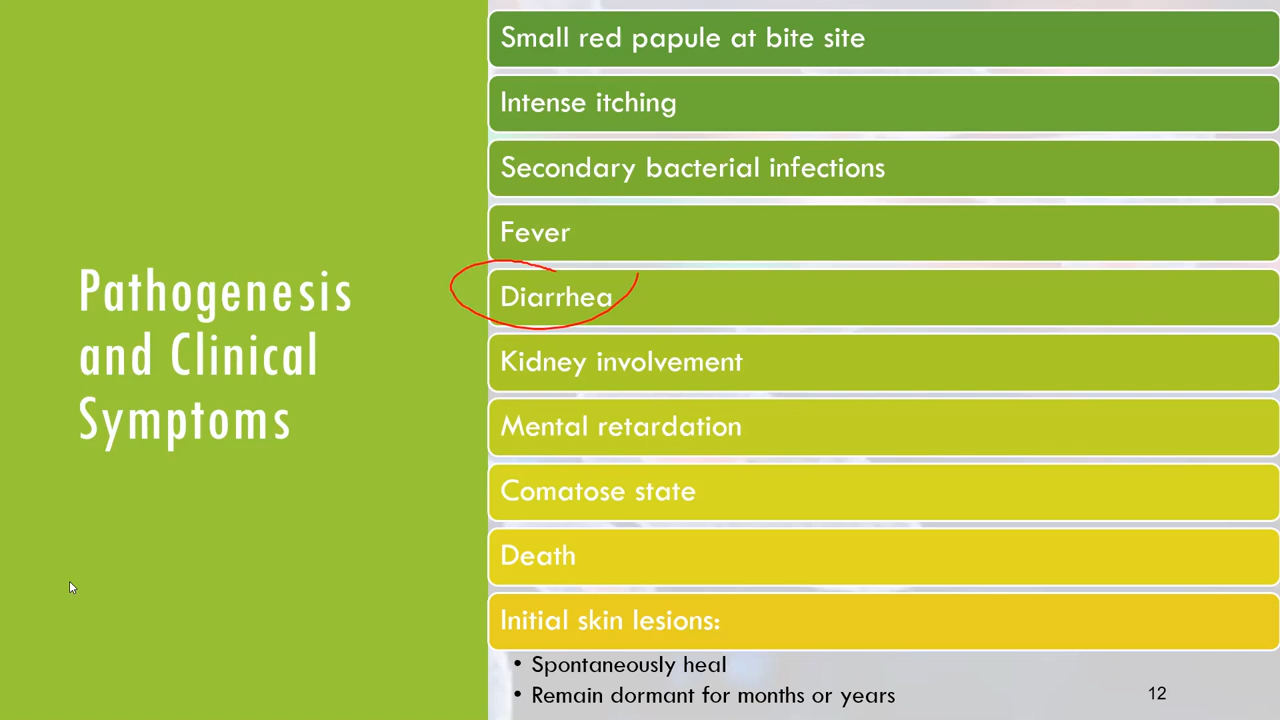 Pathogenesis
and Clinical
Symptoms
Small red papule at bite site
Intense itching
Secondary bacterial infections
Fever
Diarrhea
Kidney involvement
Mental retardation
Comatose state
Death
Initial skin lesions:
• Spontaneously heal
• Remain dormant for months or years
12